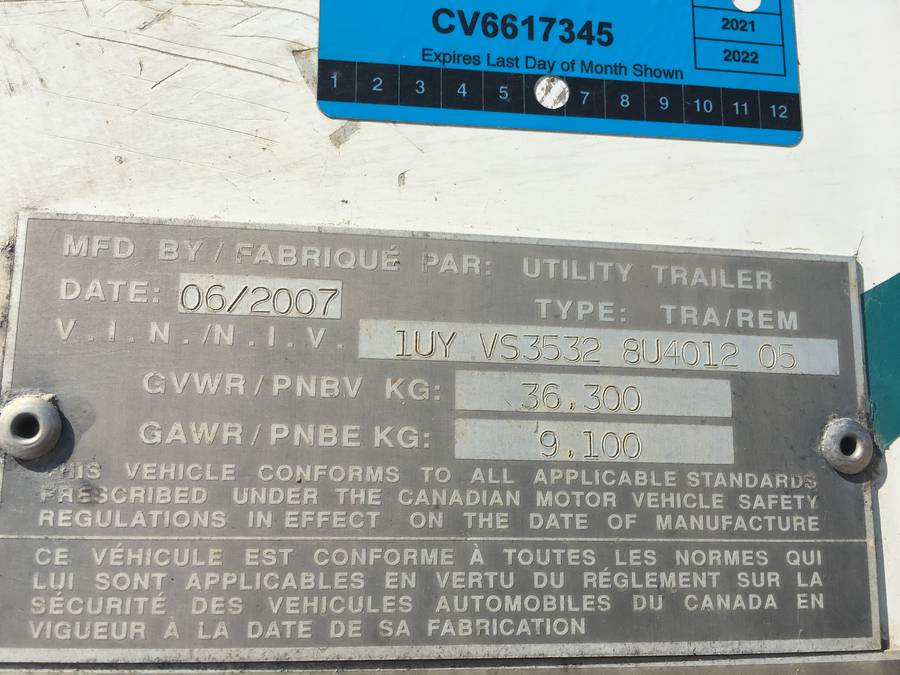 CV6617345
2021
2022
Expires Last Day of Month Shown
1 2 3 4 5 7 8 9 10 11 12
MFD BY / FABRIQUÉ PAR: UTILITY TRAILER
DATE: 06/2007 TYPE: TRA/REM
V.I.N./N.I.V. 1UY VS3532 8U4012 05
GVWR/PNBV KG: 36,300
GAWR/PNBE KG: 9,100
THIS VEHICLE CONFORMS TO ALL APPLICABLE STANDARDS
PRESCRIBED UNDER THE CANADIAN MOTOR VEHICLE SAFETY
REGULATIONS IN EFFECT ON THE DATE OF MANUFACTURE
CE VÉHICULE EST CONFORME À TOUTES LES NORMES QUI
LUI SONT APPLICABLES EN VERTU DU RÉGLEMENT SUR LA
SÉCURITÉ DES VEHICULES AUTOMOBILES DU CANADA EN
VIGUEUR À LA DATE DE SA FABRICATION